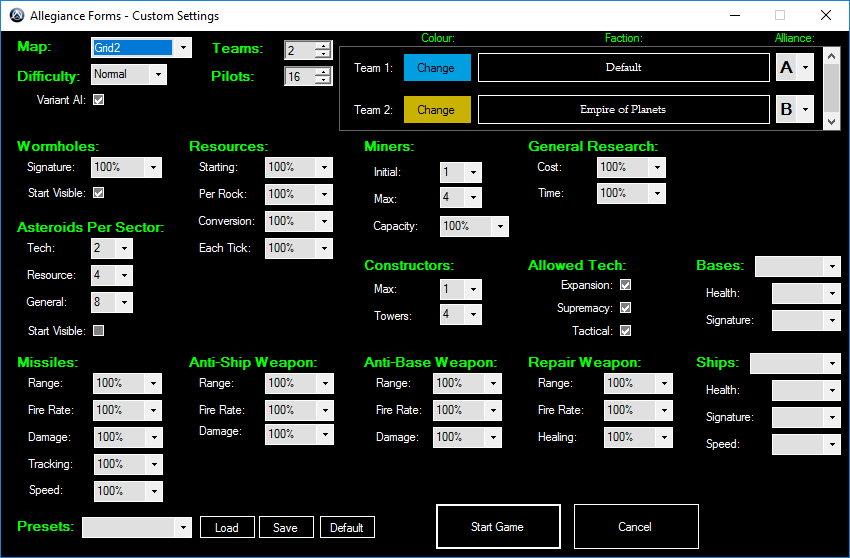 Allegiance Forms - Custom Settings
Colour: Faction: Alliance:
Map: Grid2 Teams: 2
Team 1: Change Default A
Difficulty: Normal Pilots: 16
Variant AI:
Team 2: Change Empire of Planets B
Wormholes: Resources: Miners: General Research:
Signature: 100% Starting: 100% Initial: 1 Cost: 100%
Start Visible: Per Rock: 100% Max: 4 Time: 100%
Asteroids Per Sector: Conversion: 100% Capacity: 100%
Tech: 2 Each Tick: 100%
Constructors: Allowed Tech: Bases:
Resource: 4 Max: 1 Expansion: Health:
General: 8 Towers: 4 Supremacy: Signature:
Start Visible: Tactical:
Missiles: Anti-Ship Weapon: Anti-Base Weapon: Repair Weapon: Ships:
Range: 100% Range: 100% Range: 100% Range: 100% Health:
Fire Rate: 100% Fire Rate: 100% Fire Rate: 100% Fire Rate: 100% Signature:
Damage: 100% Damage: 100% Damage: 100% Healing: 100% Speed:
Tracking: 100%
Speed: 100%
Presets: Load Save Default Start Game Cancel